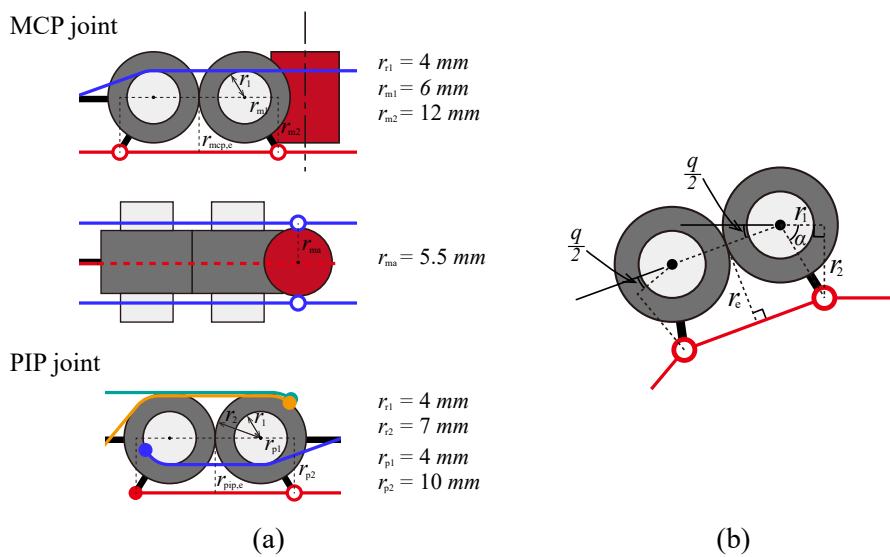 MCP joint
r1
rm1
rm2
rmcp,e
rr1 = 4 mm
rm1 = 6 mm
rm2 = 12 mm
rma
rma = 5.5 mm
PIP joint
r2
r1
rp1
rp2
rpip,e
rr1 = 4 mm
rr2 = 7 mm
rp1 = 4 mm
rp2 = 10 mm
(a)
q
2
q
2
r1
α
r2
re
(b)